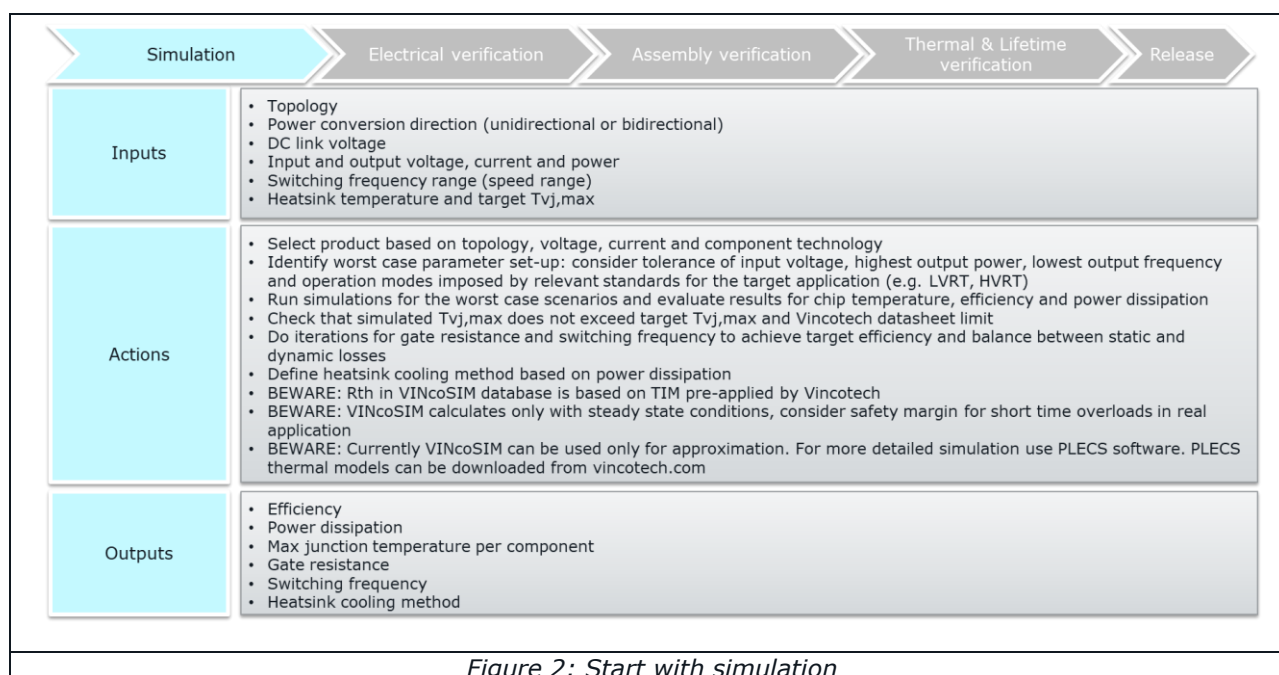 Simulation
Electrical verification
Assembly verification
Thermal & Lifetime
verification
Release
Inputs
• Topology
• Power conversion direction (unidirectional or bidirectional)
• DC link voltage
• Input and output voltage, current and power
• Switching frequency range (speed range)
• Heatsink temperature and target Tvj,max
Actions
• Select product based on topology, voltage, current and component technology
• Identify worst case parameter set-up: consider tolerance of input voltage, highest output power, lowest output frequency
and operation modes imposed by relevant standards for the target application (e.g. LVRT, HVRT)
• Run simulations for the worst case scenarios and evaluate results for chip temperature, efficiency and power dissipation
• Check that simulated Tvj,max does not exceed target Tvj,max and Vincotech datasheet limit
• Do iterations for gate resistance and switching frequency to achieve target efficiency and balance between static and
dynamic losses
• Define heatsink cooling method based on power dissipation
• BEWARE: Rth in VINcoSIM database is based on TIM pre-applied by Vincotech
• BEWARE: VINcoSIM calculates only with steady state conditions, consider safety margin for short time overloads in real
application
• BEWARE: Currently VINcoSIM can be used only for approximation. For more detailed simulation use PLECS software. PLECS
thermal models can be downloaded from vincotech.com
Outputs
• Efficiency
• Power dissipation
• Max junction temperature per component
• Gate resistance
• Switching frequency
• Heatsink cooling method
Figure 2: Start with simulation